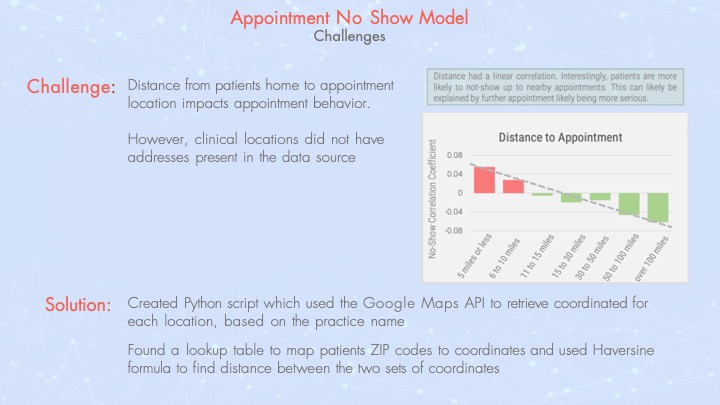 Appointment No Show Model
Challenges
Challenge:
Distance from patients home to appointment
location impacts appointment behavior.
However, clinical locations did not have
addresses present in the data source
Distance had a linear correlation. Interestingly, patients are more
likely to not-show up to nearby appointments. This can likely be
explained by further appointment likely being more serious.
Distance to Appointment
No-Show Correlation Coefficient
0.08
0.04
0
-0.04
-0.08
5 miles or less
6 to 10 miles
11 to 15 miles
15 to 30 miles
30 to 50 miles
50 to 100 miles
over 100 miles
Solution:
Created Python script which used the Google Maps API to retrieve coordinated for
each location, based on the practice name
Found a lookup table to map patients ZIP codes to coordinates and used Haversine
formula to find distance between the two sets of coordinates